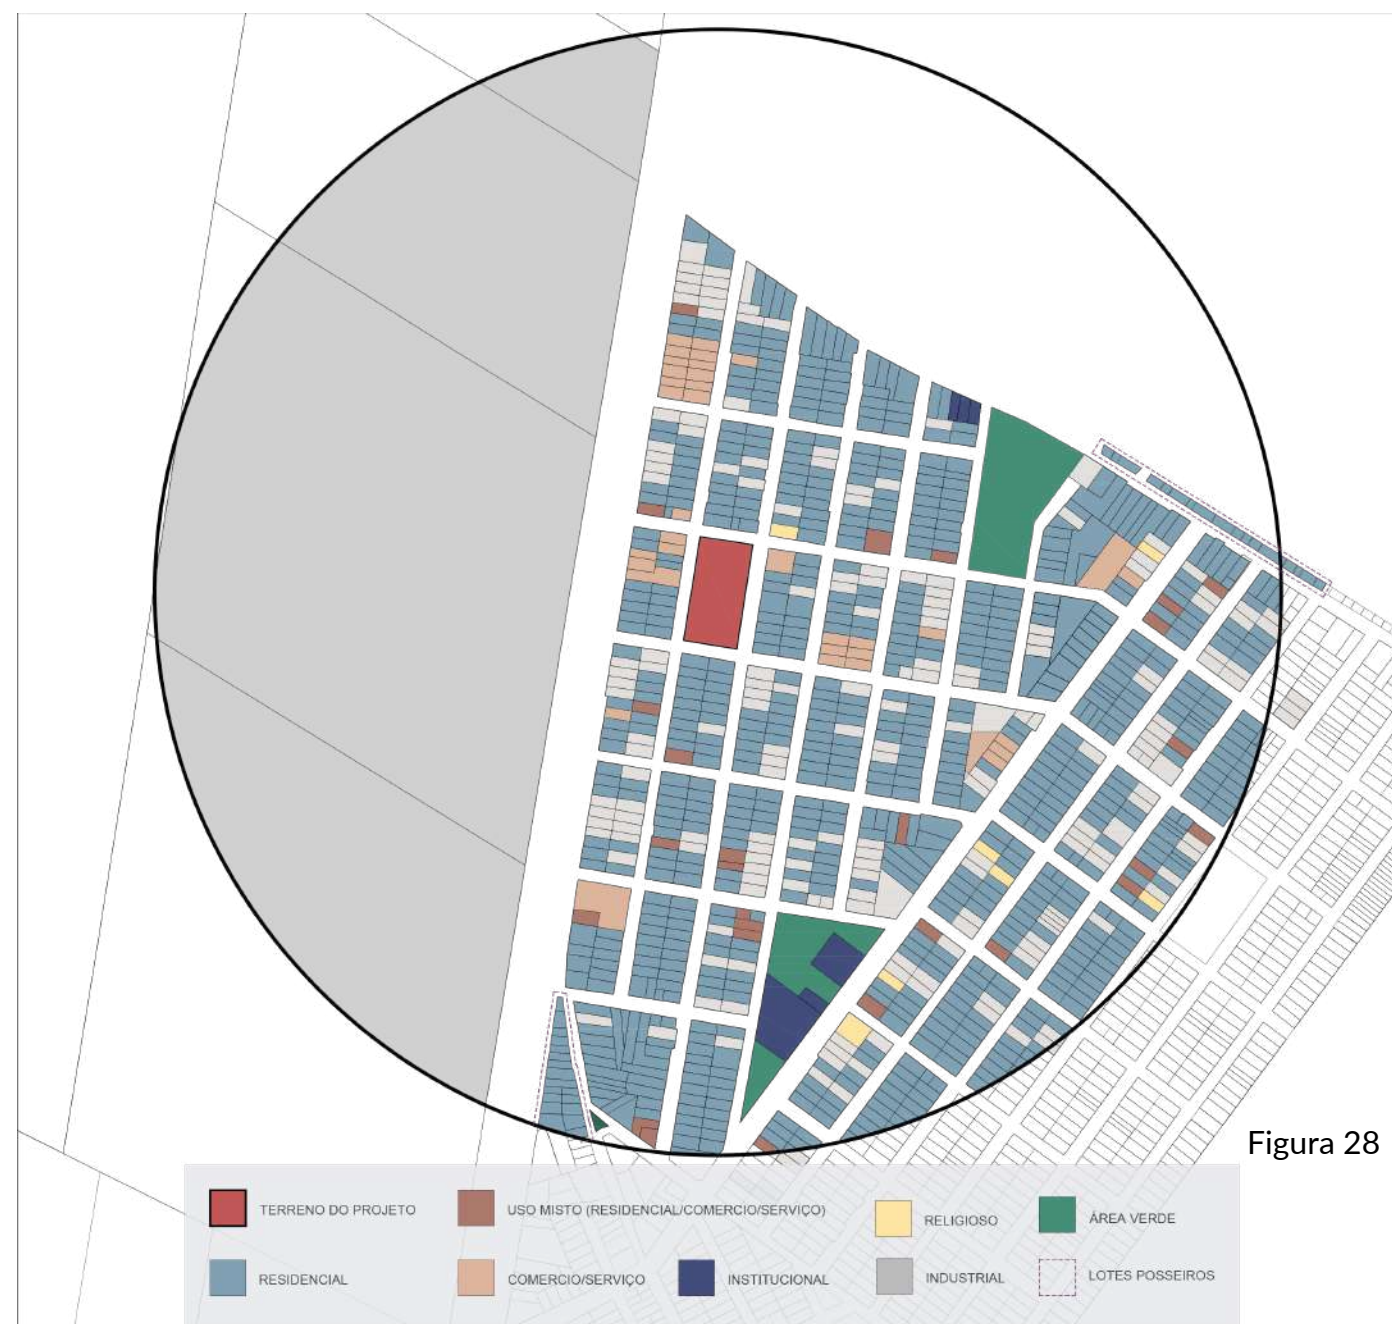 Figura 28
TERRENO DO PROJETO
USO MISTO (RESIDENCIAL/COMERCIO/SERVIÇO)
RELIGIOSO
ÁREA VERDE
RESIDENCIAL
COMERCIO/SERVIÇO
INSTITUCIONAL
INDUSTRIAL
LOTES POSSEIROS